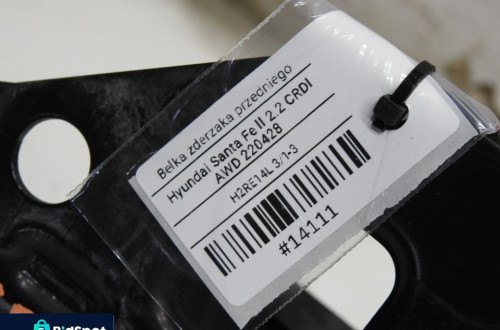 Belka zderzaka przedniego
Hyundai Santa Fe II 2.2 CRDI
AWD 220428
H2RE14L 3/1-3
#14111